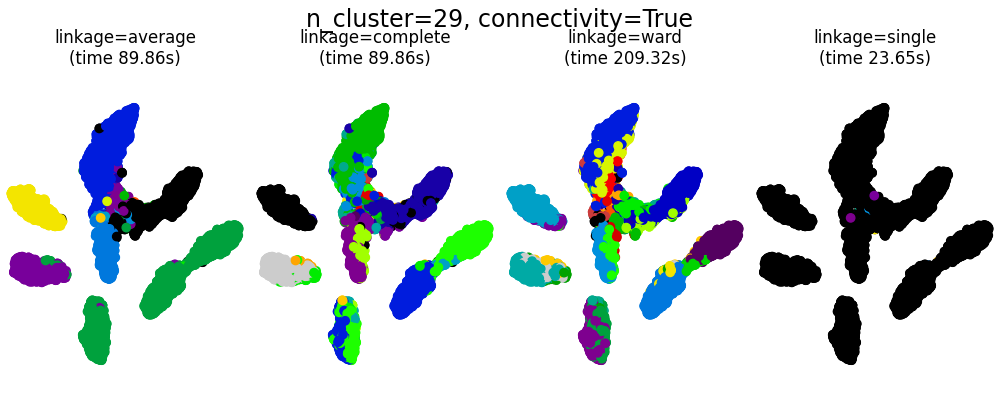 n_cluster=29, connectivity=True
linkage=average
(time 89.86s)
linkage=complete
(time 89.86s)
linkage=ward
(time 209.32s)
linkage=single
(time 23.65s)